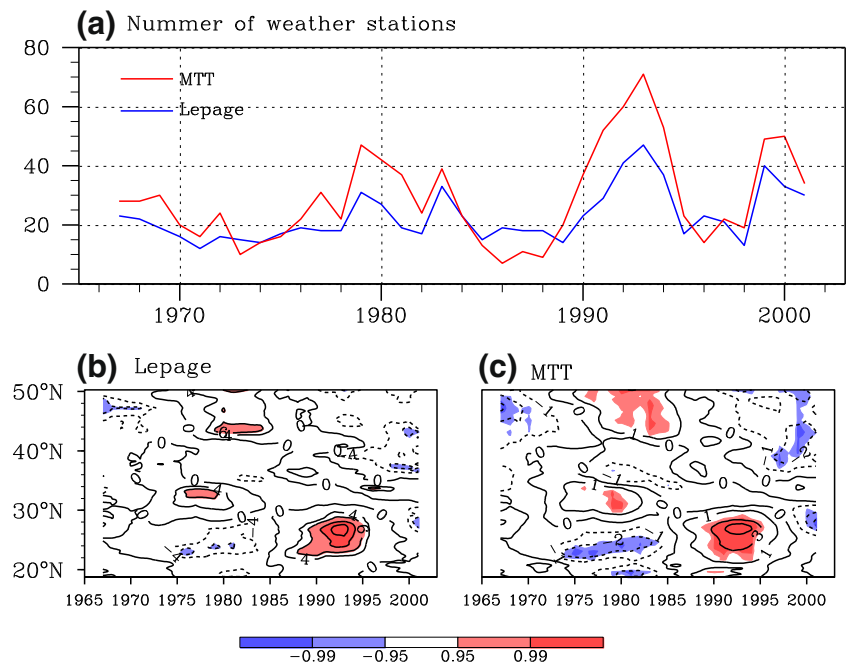 (a) Nummer of weather stations
80
MTT
60
Lepage
40
20
0
1970 1980 1990 2000
(b) Lepage (c) MTT
50°N
40°N
30°N
20°N
1965 1970 1975 1980 1985 1990 1995 2000
1965 1970 1975 1980 1985 1990 1995 2000
-0.99 -0.95 0.95 0.99